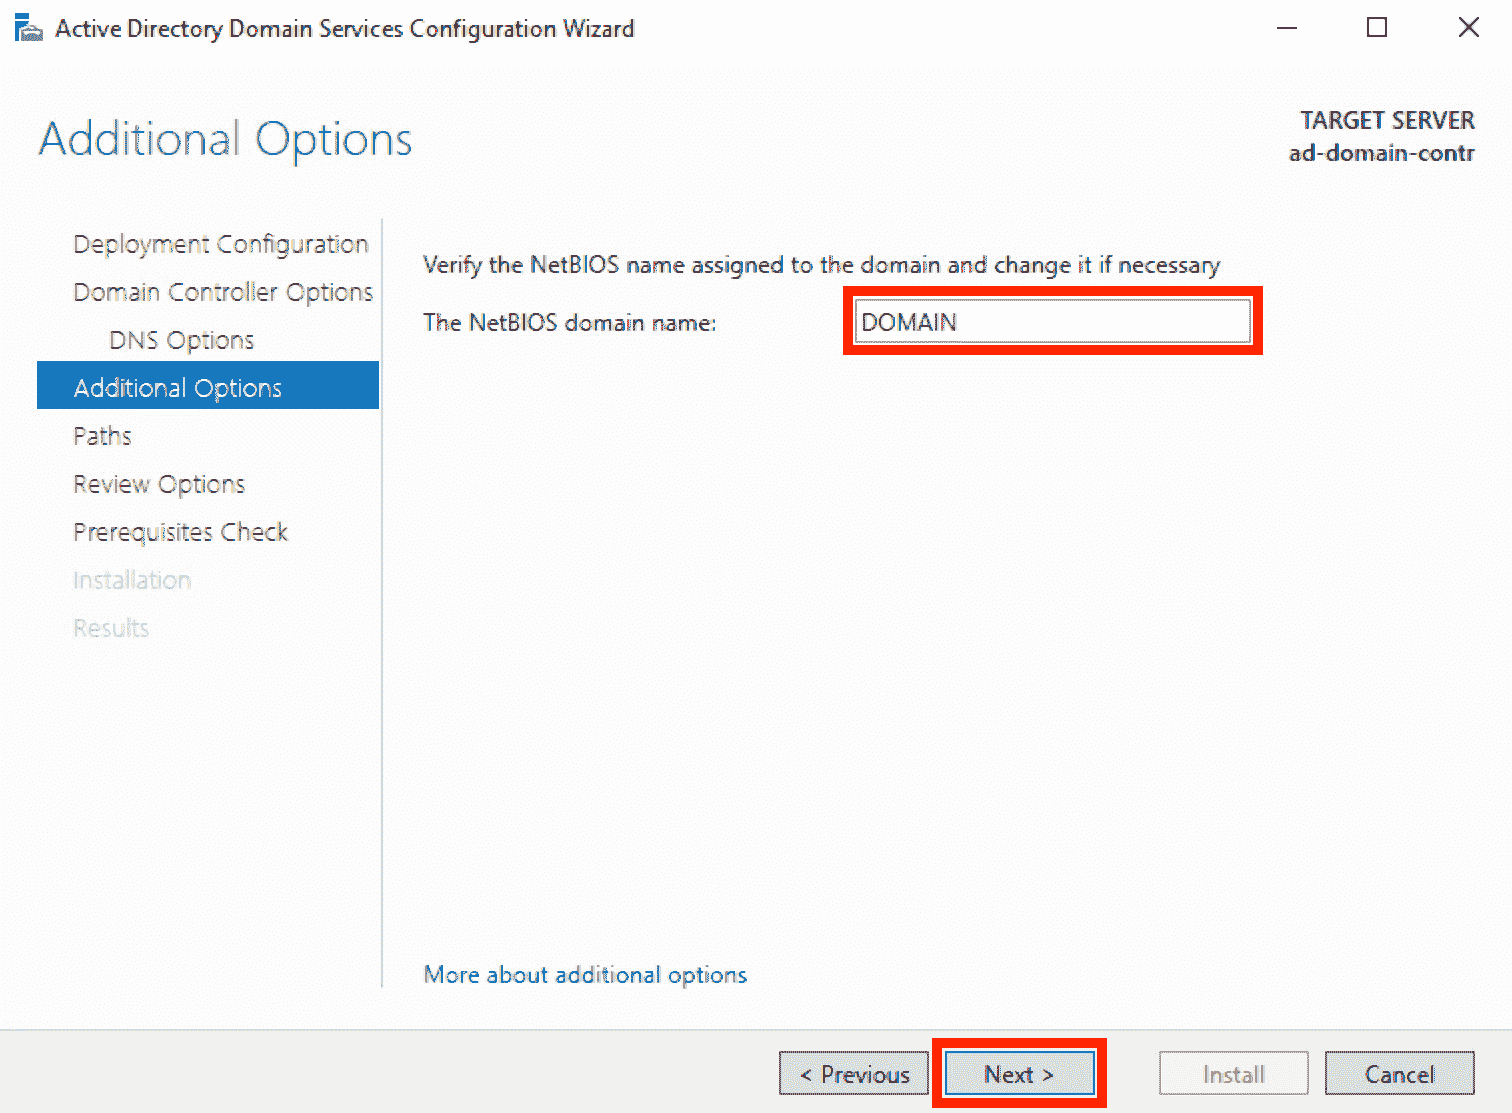 Active Directory Domain Services Configuration Wizard
Additional Options
TARGET SERVER
ad-domain-contr
Deployment Configuration
Domain Controller Options
DNS Options
Additional Options
Paths
Review Options
Prerequisites Check
Installation
Results
Verify the NetBIOS name assigned to the domain and change it if necessary
The NetBIOS domain name: DOMAIN
More about additional options
< Previous Next > Install Cancel